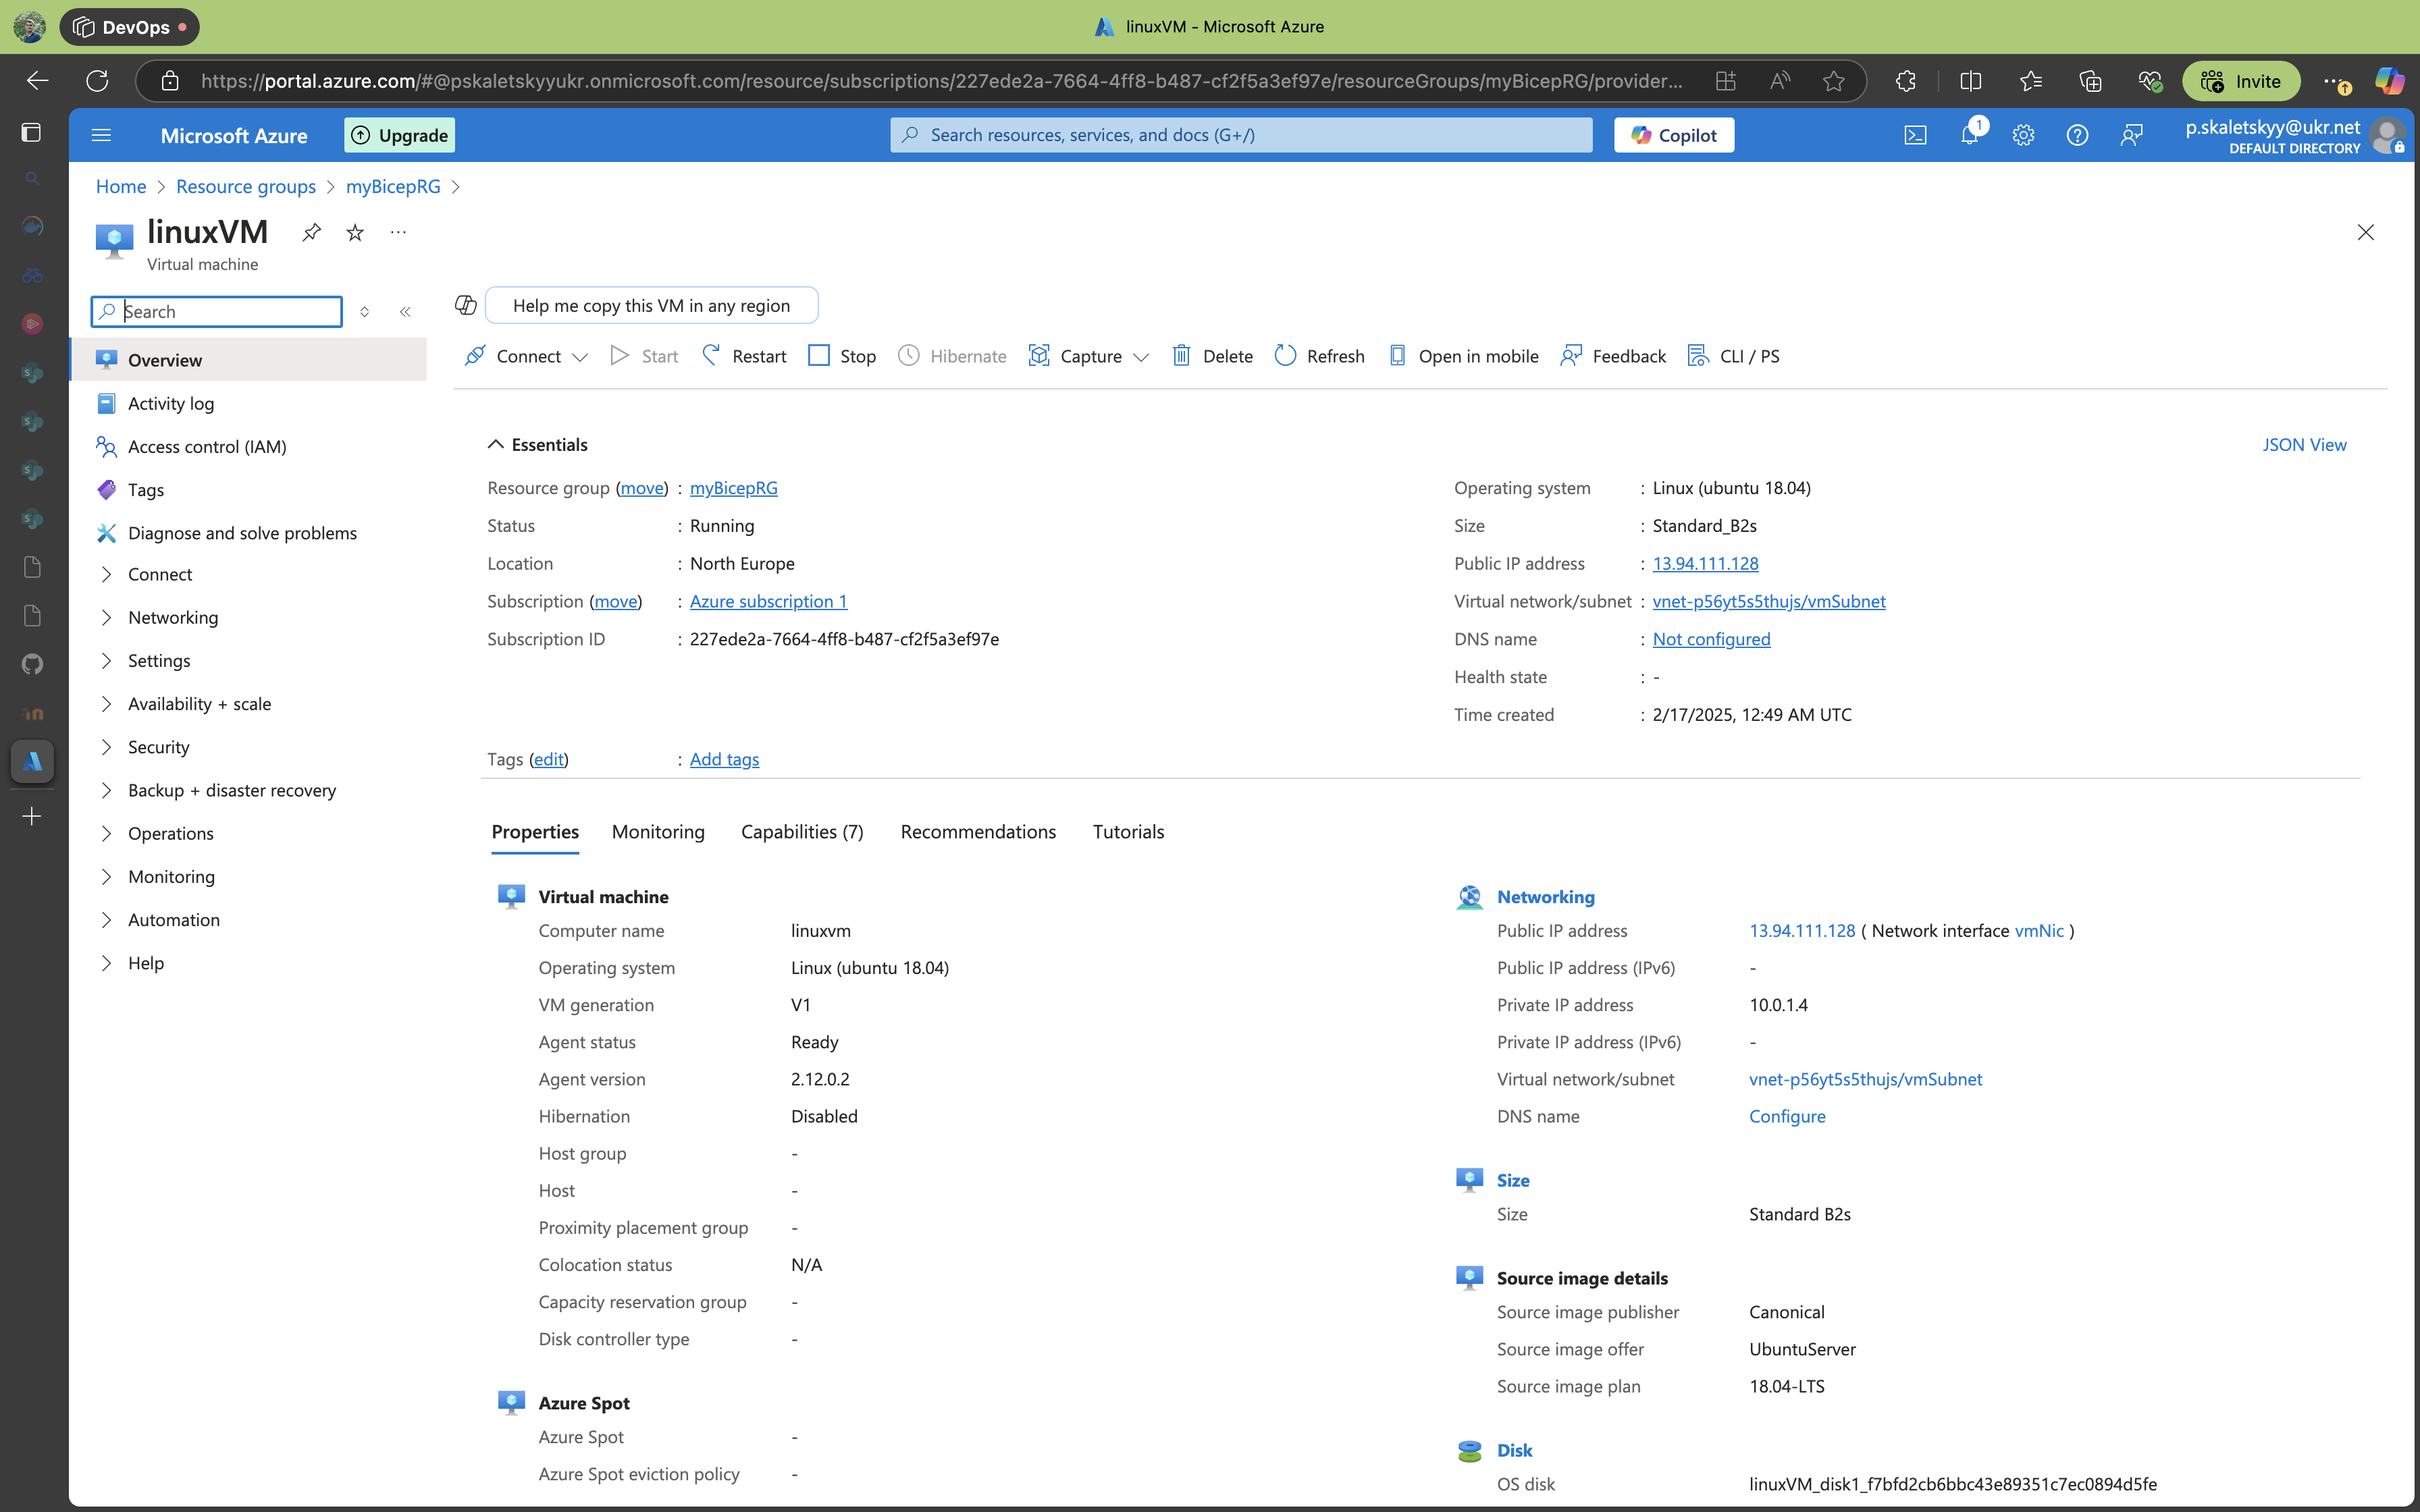 DevOps
linuxVM - Microsoft Azure
https://portal.azure.com/#@pskaletskyyukr.onmicrosoft.com/resource/subscriptions/227ede2a-7664-4ff8-b487-cf2f5a3ef97e/resourceGroups/myBicepRG/provider...
Invite
Microsoft Azure
Upgrade
Search resources, services, and docs (G+/)
Copilot
1
p.skaletskyy@ukr.net
DEFAULT DIRECTORY
Home > Resource groups > myBicepRG >
linuxVM
Virtual machine
Search
Overview
Activity log
Access control (IAM)
Tags
Diagnose and solve problems
Connect
Networking
Settings
Availability + scale
Security
Backup + disaster recovery
Operations
Monitoring
Automation
Help
Help me copy this VM in any region
Connect Start Restart Stop Hibernate Capture Delete Refresh Open in mobile Feedback CLI / PS
Essentials
JSON View
Resource group (move) : myBicepRG
Status : Running
Location : North Europe
Subscription (move) : Azure subscription 1
Subscription ID : 227ede2a-7664-4ff8-b487-cf2f5a3ef97e
Operating system : Linux (ubuntu 18.04)
Size : Standard_B2s
Public IP address : 13.94.111.128
Virtual network/subnet : vnet-p56yt5s5thujs/vmSubnet
DNS name : Not configured
Health state : -
Time created : 2/17/2025, 12:49 AM UTC
Tags (edit) : Add tags
Properties Monitoring Capabilities (7) Recommendations Tutorials
Virtual machine
Computer name linuxvm
Operating system Linux (ubuntu 18.04)
VM generation V1
Agent status Ready
Agent version 2.12.0.2
Hibernation Disabled
Host group -
Host -
Proximity placement group -
Colocation status N/A
Capacity reservation group -
Disk controller type -
Azure Spot
Azure Spot -
Azure Spot eviction policy -
Networking
Public IP address 13.94.111.128 ( Network interface vmNic )
Public IP address (IPv6) -
Private IP address 10.0.1.4
Private IP address (IPv6) -
Virtual network/subnet vnet-p56yt5s5thujs/vmSubnet
DNS name Configure
Size
Size Standard B2s
Source image details
Source image publisher Canonical
Source image offer UbuntuServer
Source image plan 18.04-LTS
Disk
OS disk linuxVM_disk1_f7bfd2cb6bbc43e89351c7ec0894d5fe